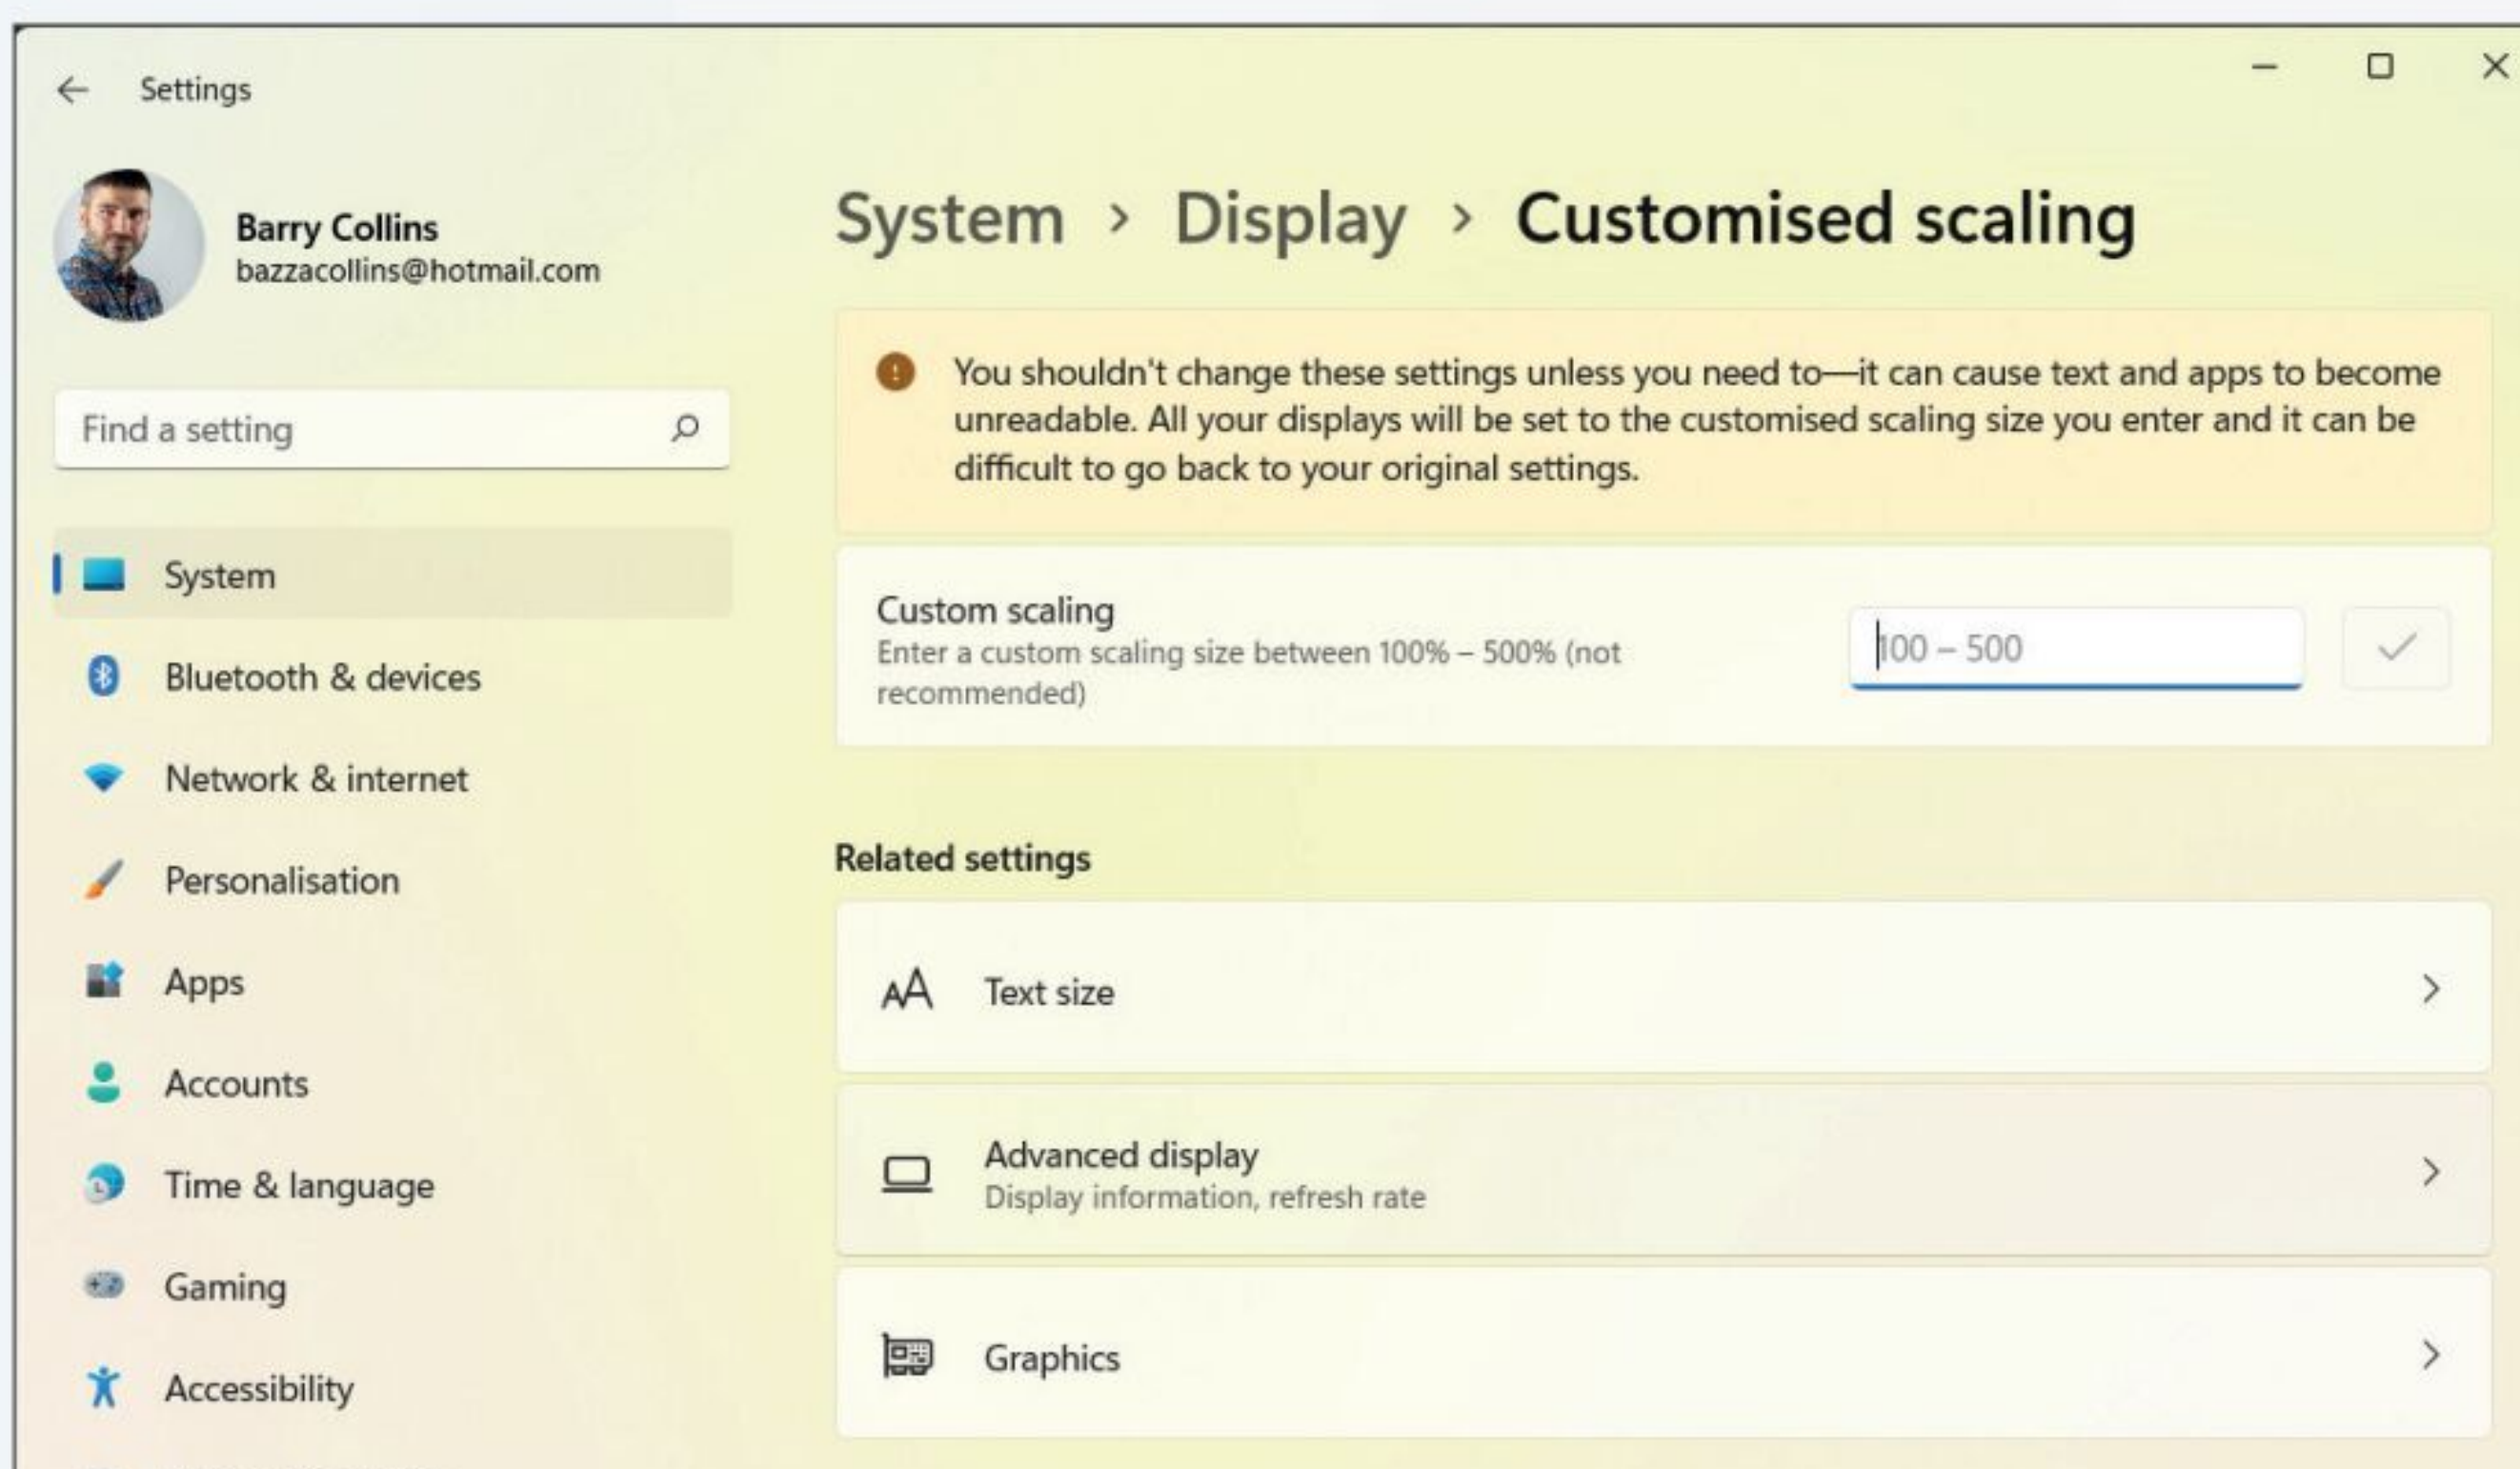 Settings
Barry Collins
bazzacollins@hotmail.com
Find a setting
System
Bluetooth & devices
Network & internet
Personalisation
Apps
Accounts
Time & language
Gaming
Accessibility
System › Display › Customised scaling
You shouldn't change these settings unless you need to—it can cause text and apps to become
unreadable. All your displays will be set to the customised scaling size you enter and it can be
difficult to go back to your original settings.
Custom scaling
Enter a custom scaling size between 100% – 500% (not
recommended)
100 – 500
Related settings
Text size
Advanced display
Display information, refresh rate
Graphics